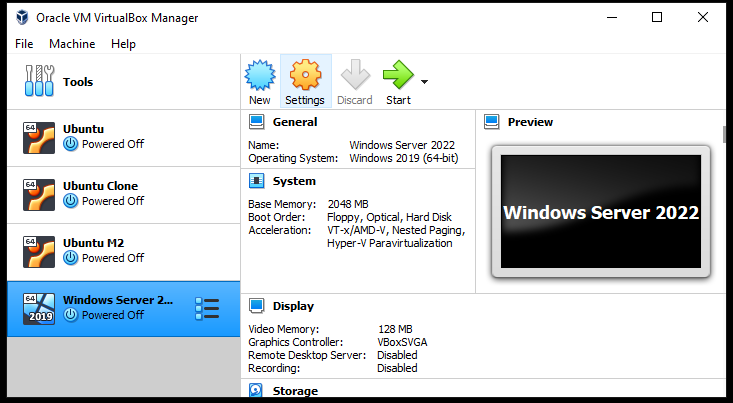 Oracle VM VirtualBox Manager
File Machine Help
Tools
New Settings Discard Start
64
Ubuntu
Powered Off
64
Ubuntu Clone
Powered Off
64
Ubuntu M2
Powered Off
64
2019
Windows Server 2...
Powered Off
General
Name: Windows Server 2022
Operating System: Windows 2019 (64-bit)
System
Base Memory: 2048 MB
Boot Order: Floppy, Optical, Hard Disk
Acceleration: VT-x/AMD-V, Nested Paging,
Hyper-V Paravirtualization
Preview
Windows Server 2022
Display
Video Memory: 128 MB
Graphics Controller: VBoxSVGA
Remote Desktop Server: Disabled
Recording: Disabled
Storage